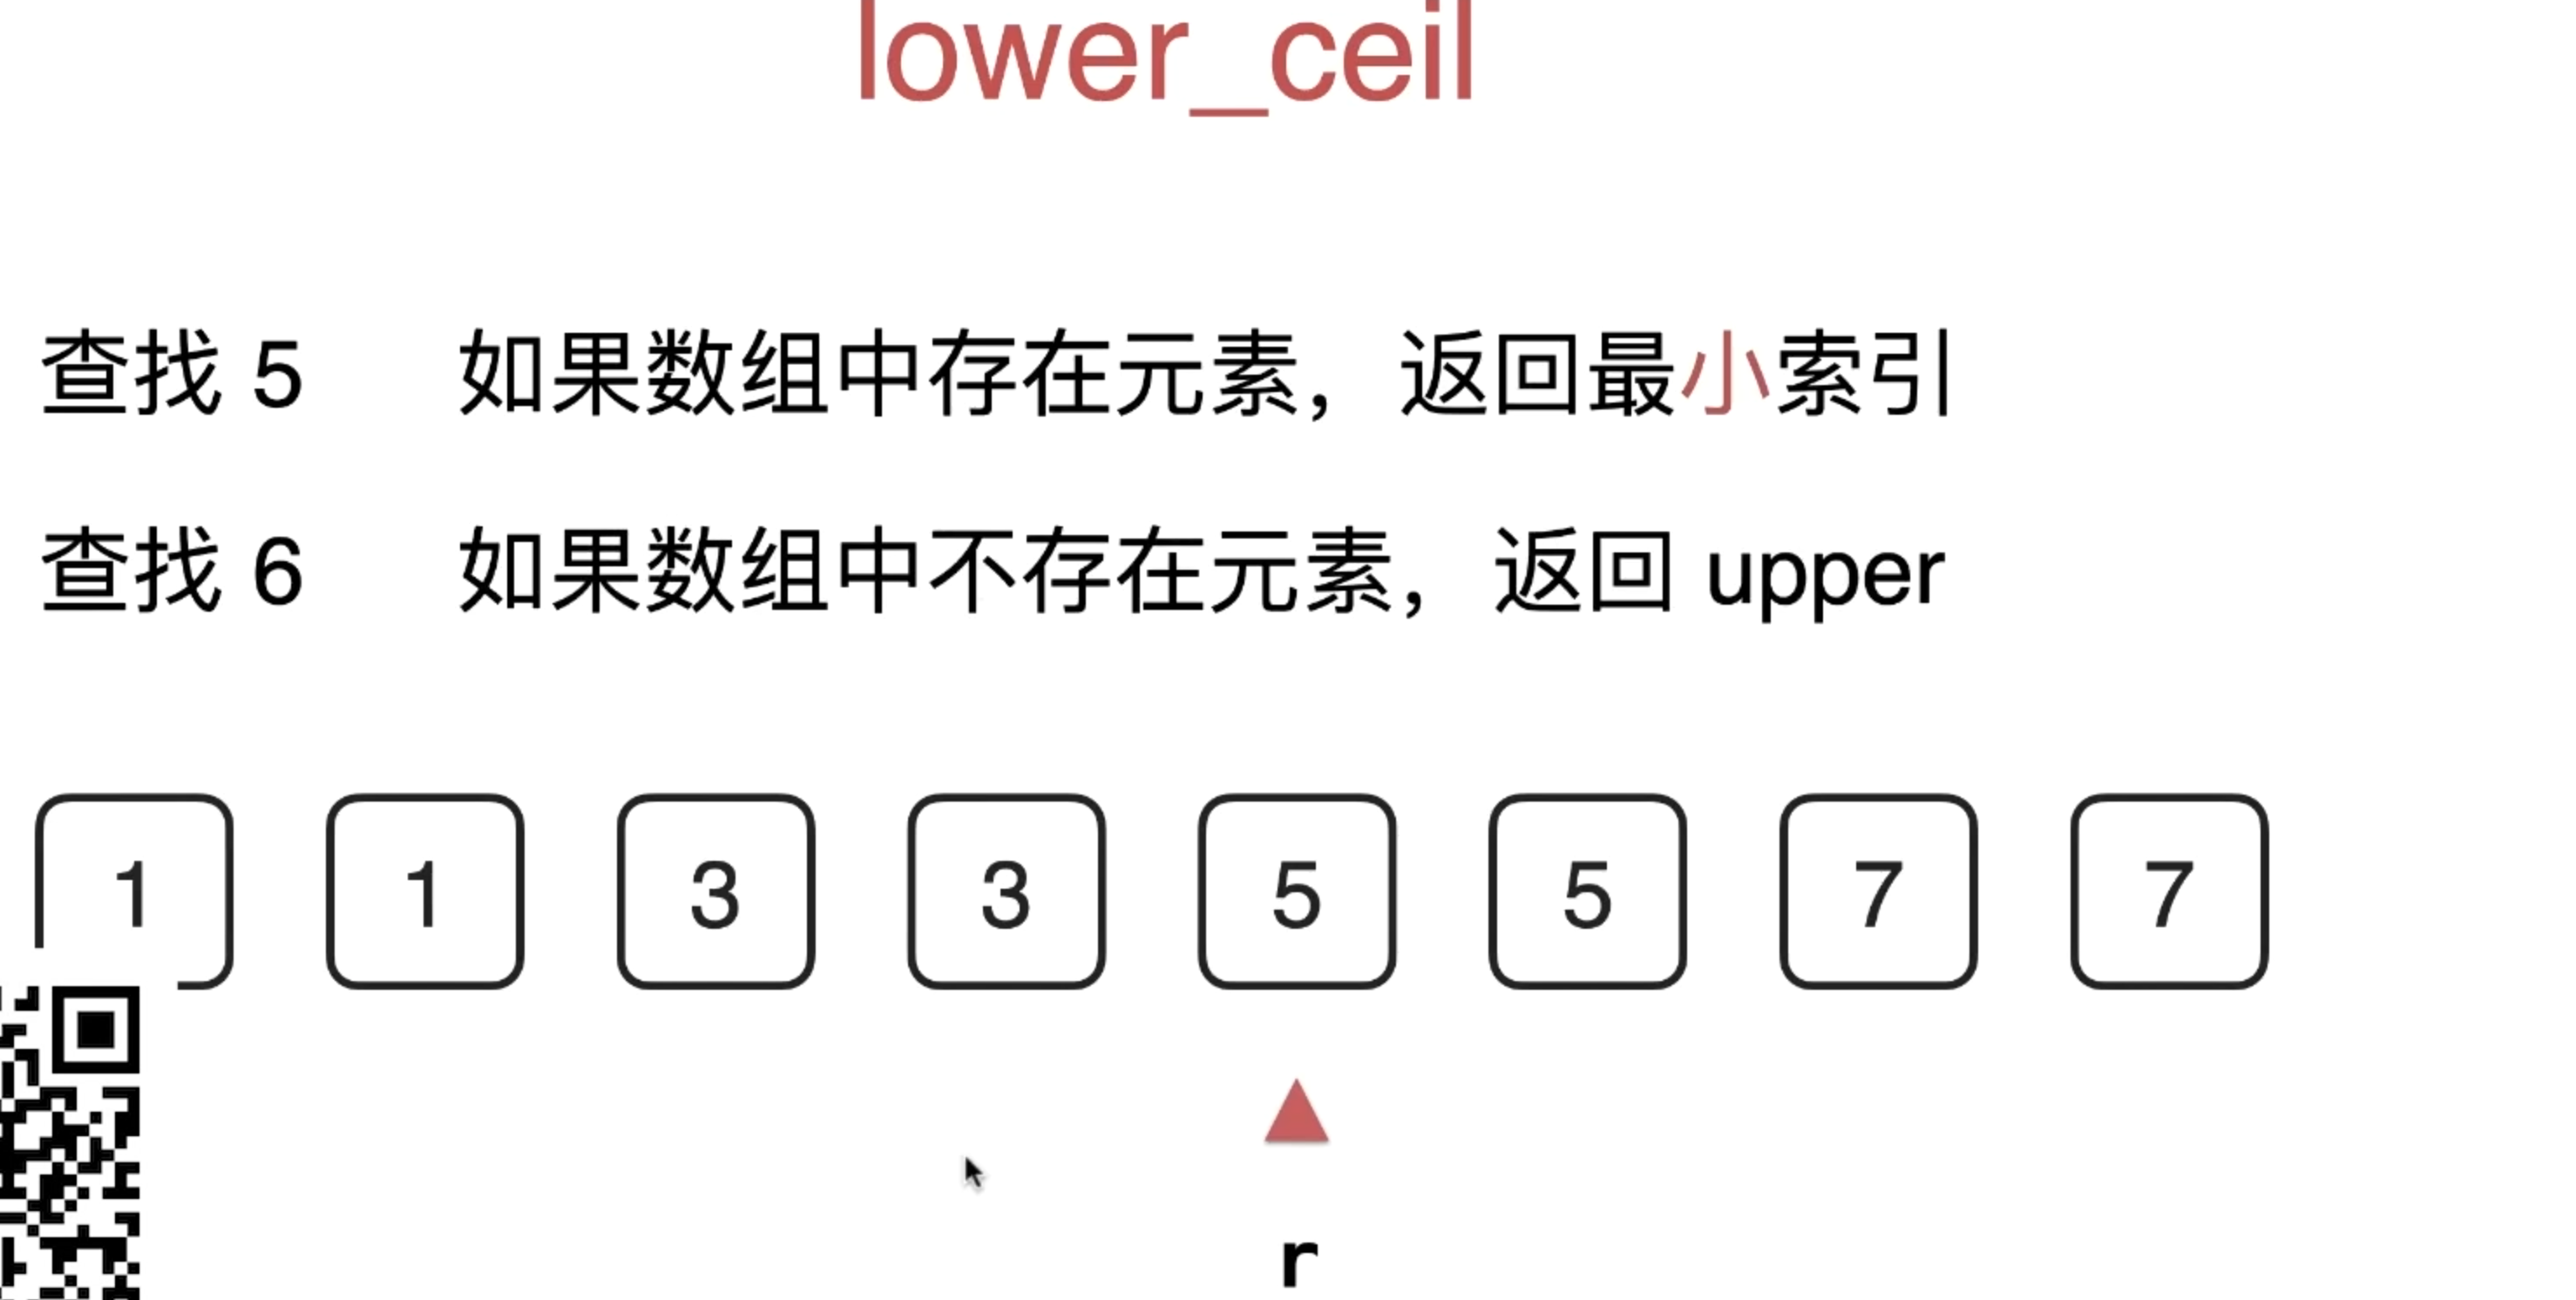 lower_ceil
查找 5 如果数组中存在元素，返回最小索引
查找 6 如果数组中不存在元素，返回 upper
1 1 3 3 5 5 7 7
r